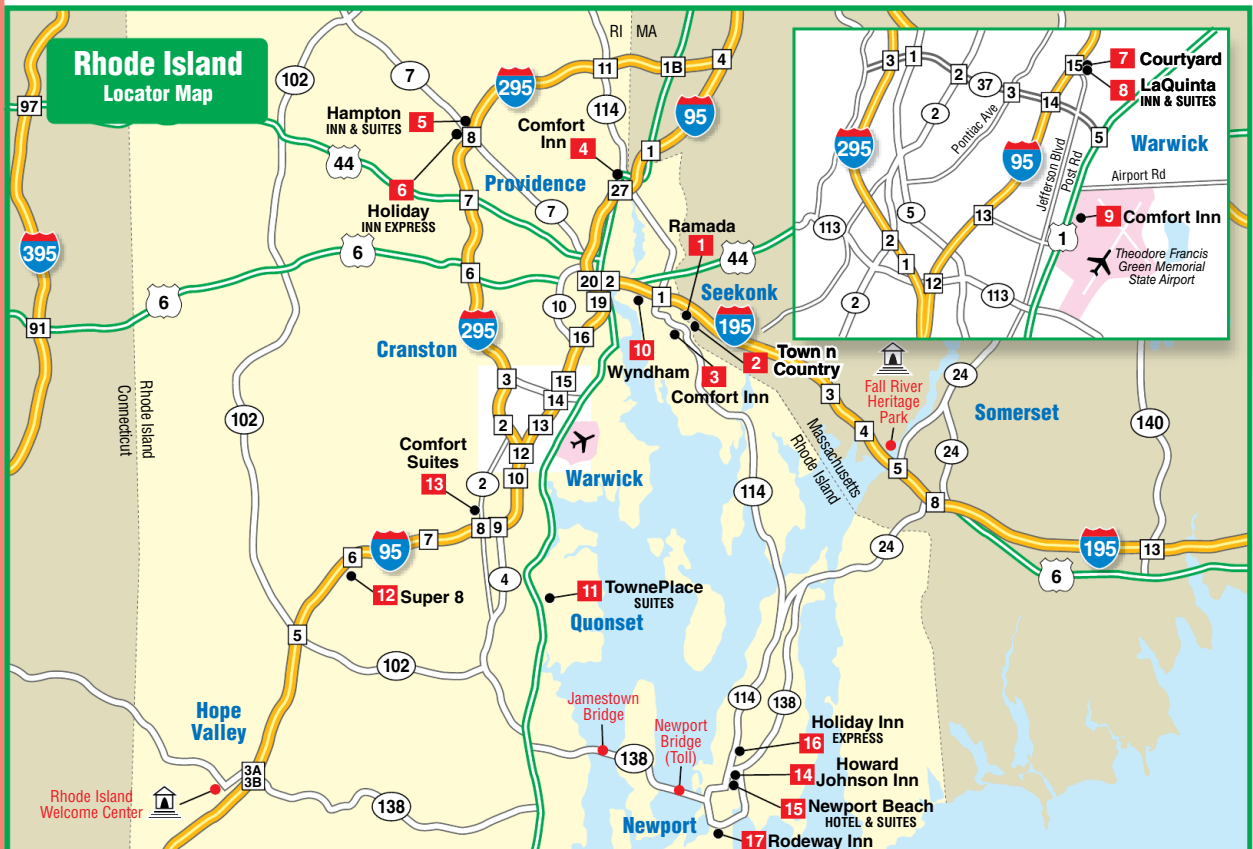 Rhode Island
Locator Map
RI
MA
102
7
295
11
1B
4
97
114
95
Hampton
INN & SUITES
5
8
Comfort
Inn
4
1
44
6
Holiday
INN EXPRESS
7
Providence
27
7
395
6
6
6
Ramada
1
44
Seekonk
20
2
19
10
1
195
91
295
Cranston
16
10
Wyndham
3
Comfort Inn
2
Town n
Country
3
15
14
2
13
12
10
Connecticut
Rhode Island
102
Comfort
Suites
13
2
Warwick
8
9
7
95
6
12
Super 8
4
11
TownePlace
SUITES
Quonset
5
102
Hope
Valley
3A
3B
Rhode Island
Welcome Center
138
Jamestown
Bridge
138
Newport
Bridge
(Toll)
Newport
114
138
Holiday Inn
EXPRESS
16
14
Howard
Johnson Inn
15
Newport Beach
HOTEL & SUITES
17
Rodeway Inn
114
Massachusetts
Rhode Island
3
4
Fall River
Heritage
Park
5
24
Somerset
24
8
24
140
195
13
6
3
1
2
37
3
14
15
7
Courtyard
8
LaQuinta
INN & SUITES
2
Pontiac Ave
5
Warwick
295
95
Jefferson Blvd
Post Rd
Airport Rd
5
13
9
Comfort Inn
113
2
1
1
Theodore Francis
Green Memorial
State Airport
12
113
2